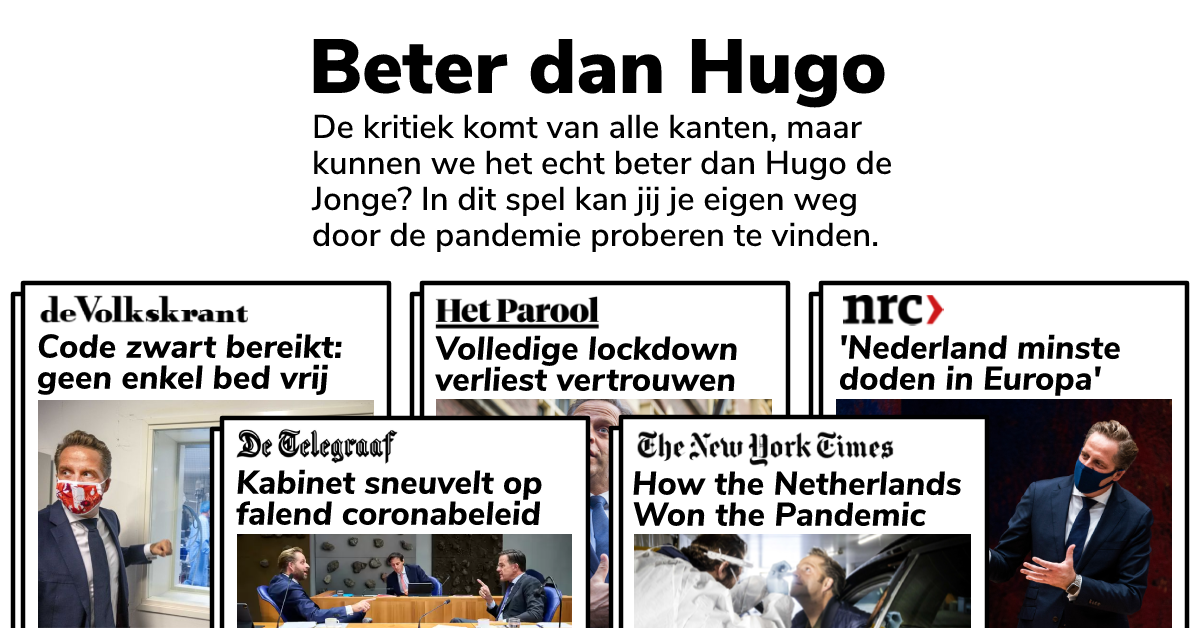 Beter dan Hugo
De kritiek komt van alle kanten, maar
kunnen we het echt beter dan Hugo de
Jonge? In dit spel kan jij je eigen weg
door de pandemie proberen te vinden.
de Volkskrant
Code zwart bereikt:
geen enkel bed vrij
Het Parool
Volledige lockdown
verliest vertrouwen
nrc>
'Nederland minste
doden in Europa'
De Telegraaf
Kabinet sneuvelt op
falend coronabeleid
The New York Times
How the Netherlands
Won the Pandemic